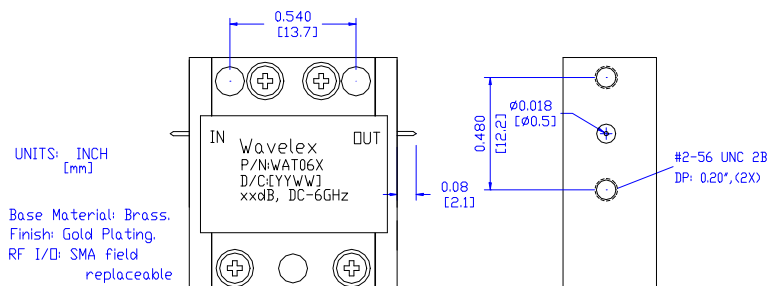 0.540
[13.7]
IN
OUT
Wavelex
P/N:WAT06X
D/C:[YYWW]
xxdB, DC-6GHz
UNITS: INCH
[mm]
Base Material: Brass.
Finish: Gold Plating.
RF I/O: SMA field
replaceable
0.08
[2.1]
0.480
[12.2]
Ø0.018
[Ø0.5]
#2-56 UNC 2B
DP: 0.20",(2X)